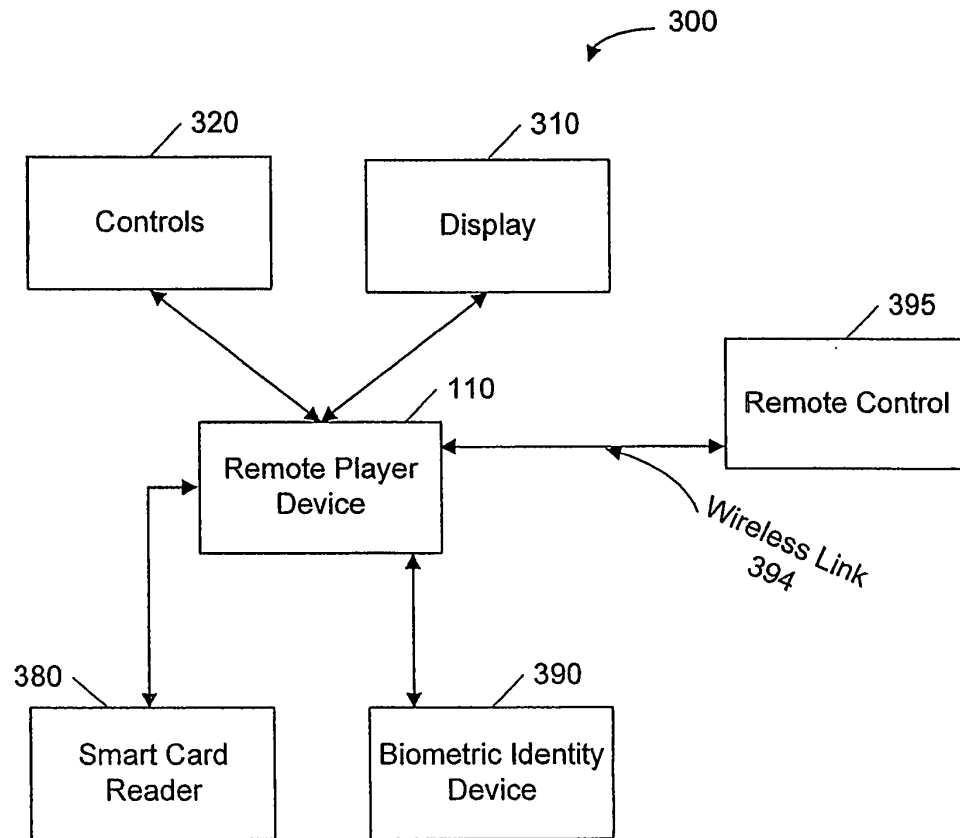 300
320
310
Controls
Display
395
Remote Control
110
Remote Player
Device
Wireless Link
394
380
390
Smart Card
Reader
Biometric Identity
Device